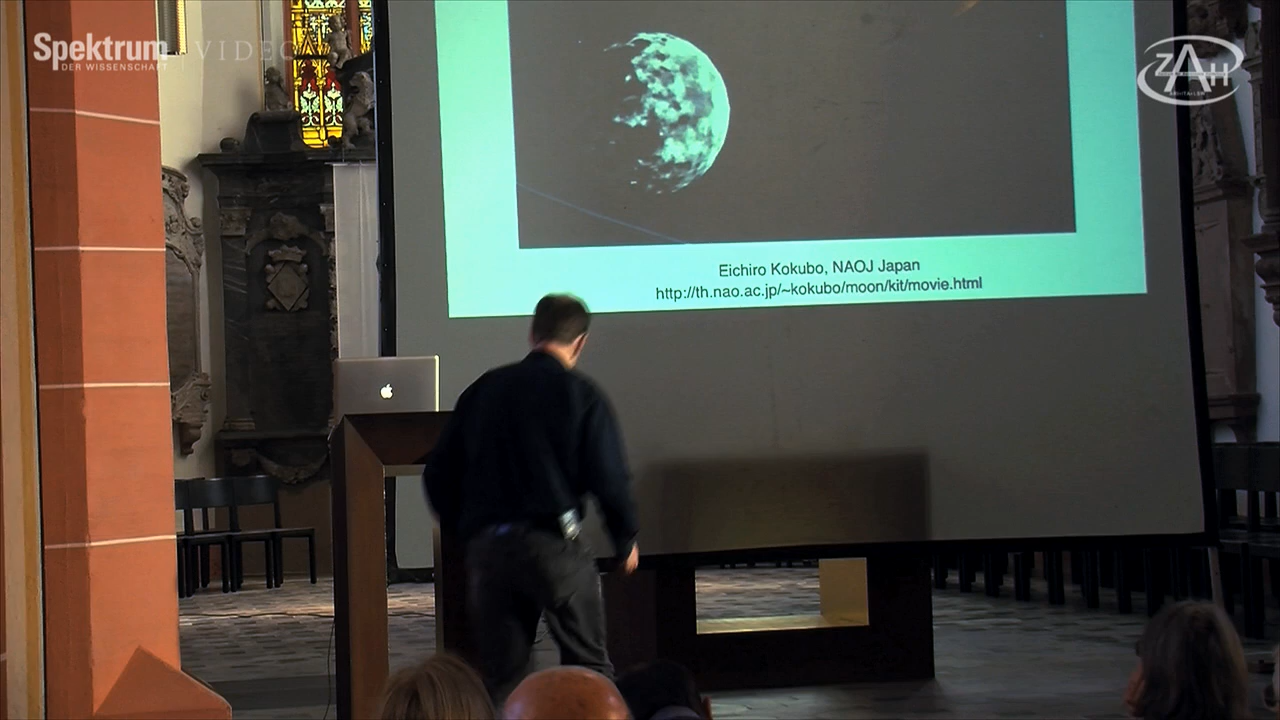 Spektrum VIDEO
DER WISSENSCHAFT
ZAH
Eichiro Kokubo, NAOJ Japan
http://th.nao.ac.jp/~kokubo/moon/kit/movie.html